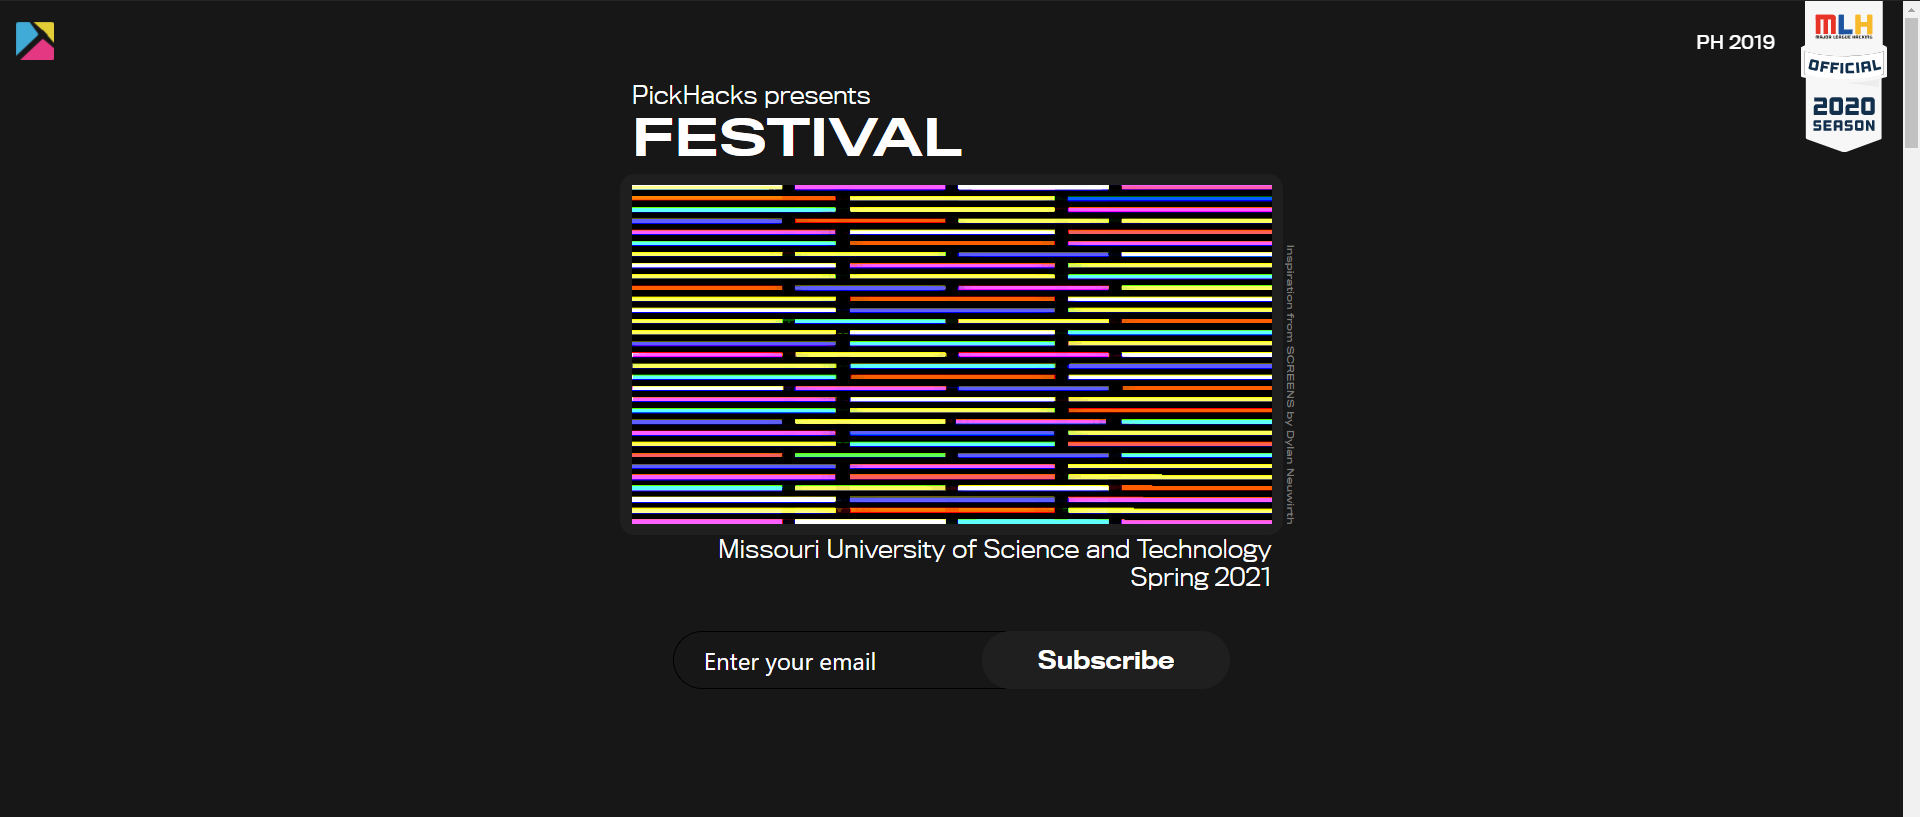 PH 2019
MLH
MAJOR LEAGUE HACKING
OFFICIAL
2020
SEASON
PickHacks presents
FESTIVAL
Inspiration from SCREENS by Dylan Neuwirth
Missouri University of Science and Technology
Spring 2021
Enter your email
Subscribe